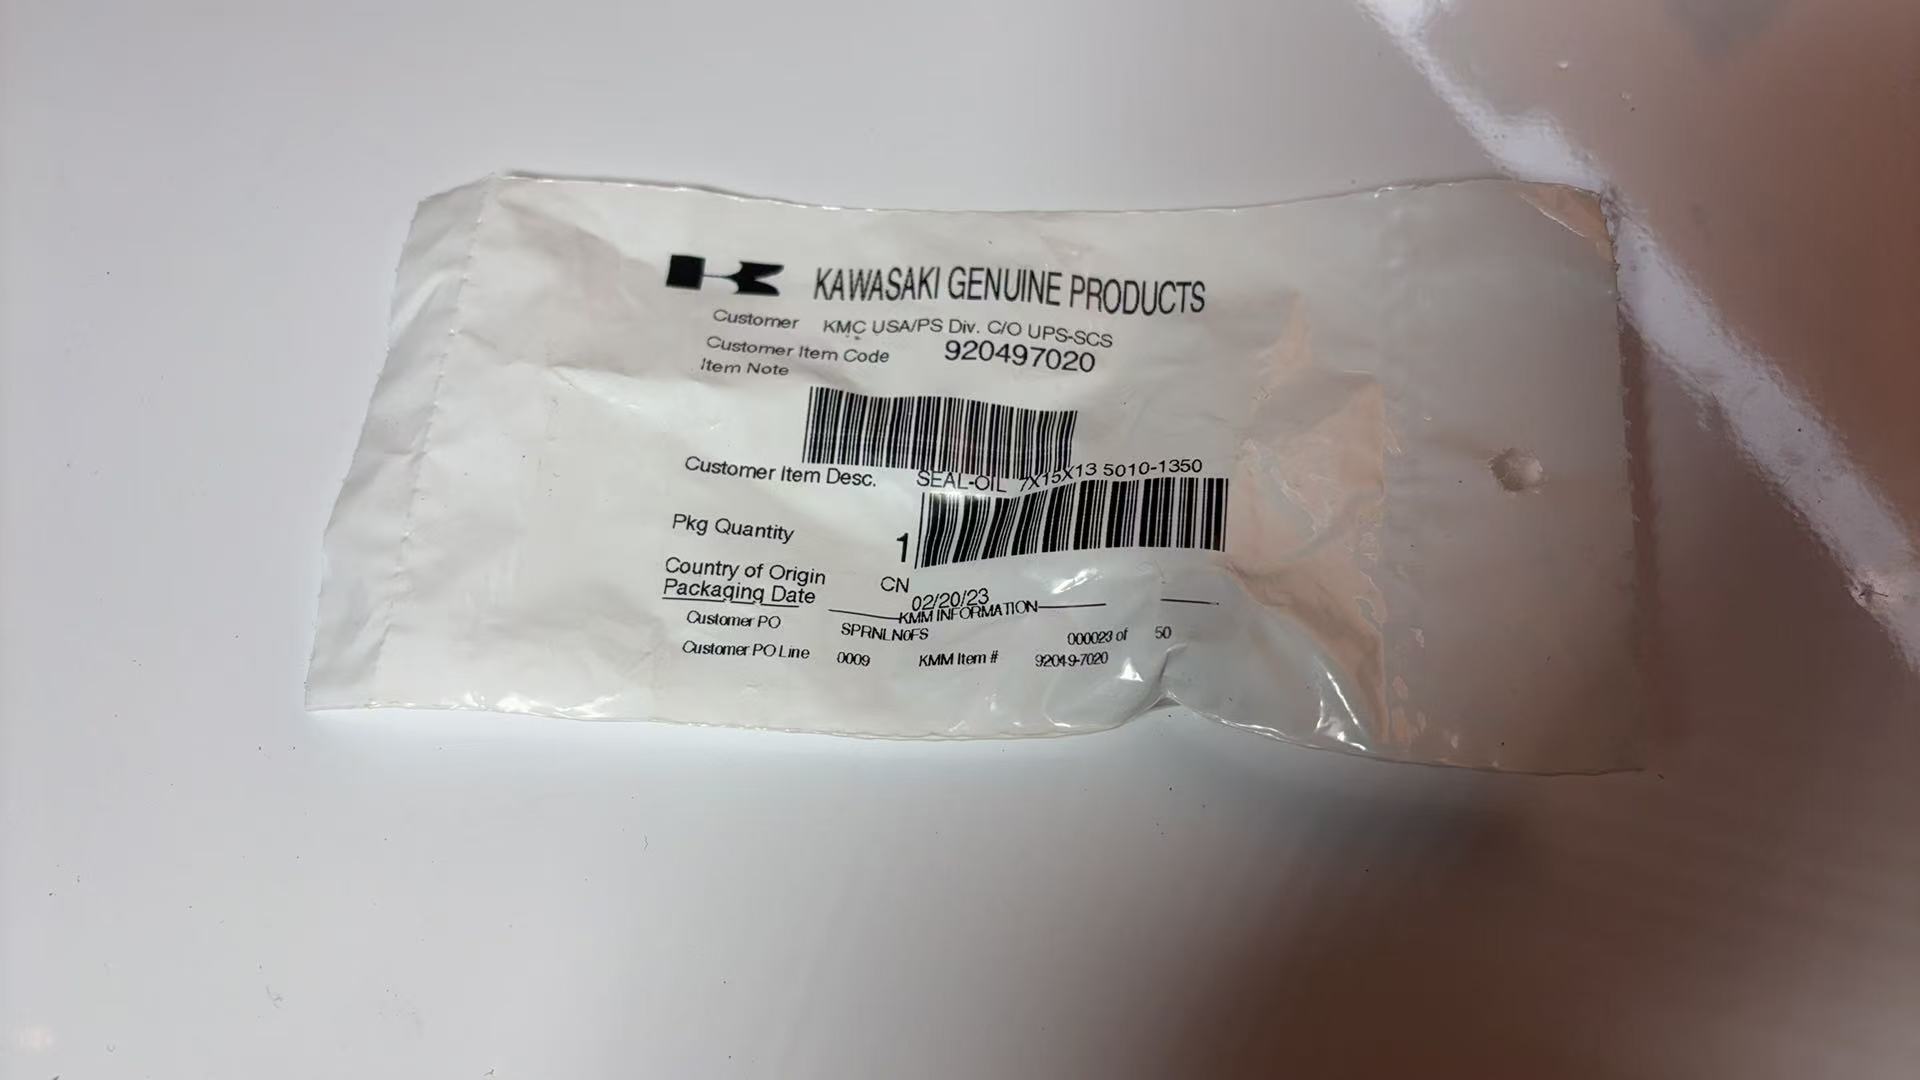 KAWASAKI GENUINE PRODUCTS
Customer KMC USA/PS Div. C/O UPS-SCS
Customer Item Code 920497020
Item Note
Customer Item Desc. SEAL-OIL 7X15X13 5010-1350
Pkg Quantity 1
Country of Origin CN
Packaging Date 02/20/23
KMM INFORMATION
Customer PO SPRNLN0FS 000023 of 50
Customer PO Line 0009 KMM Item # 92049-7020